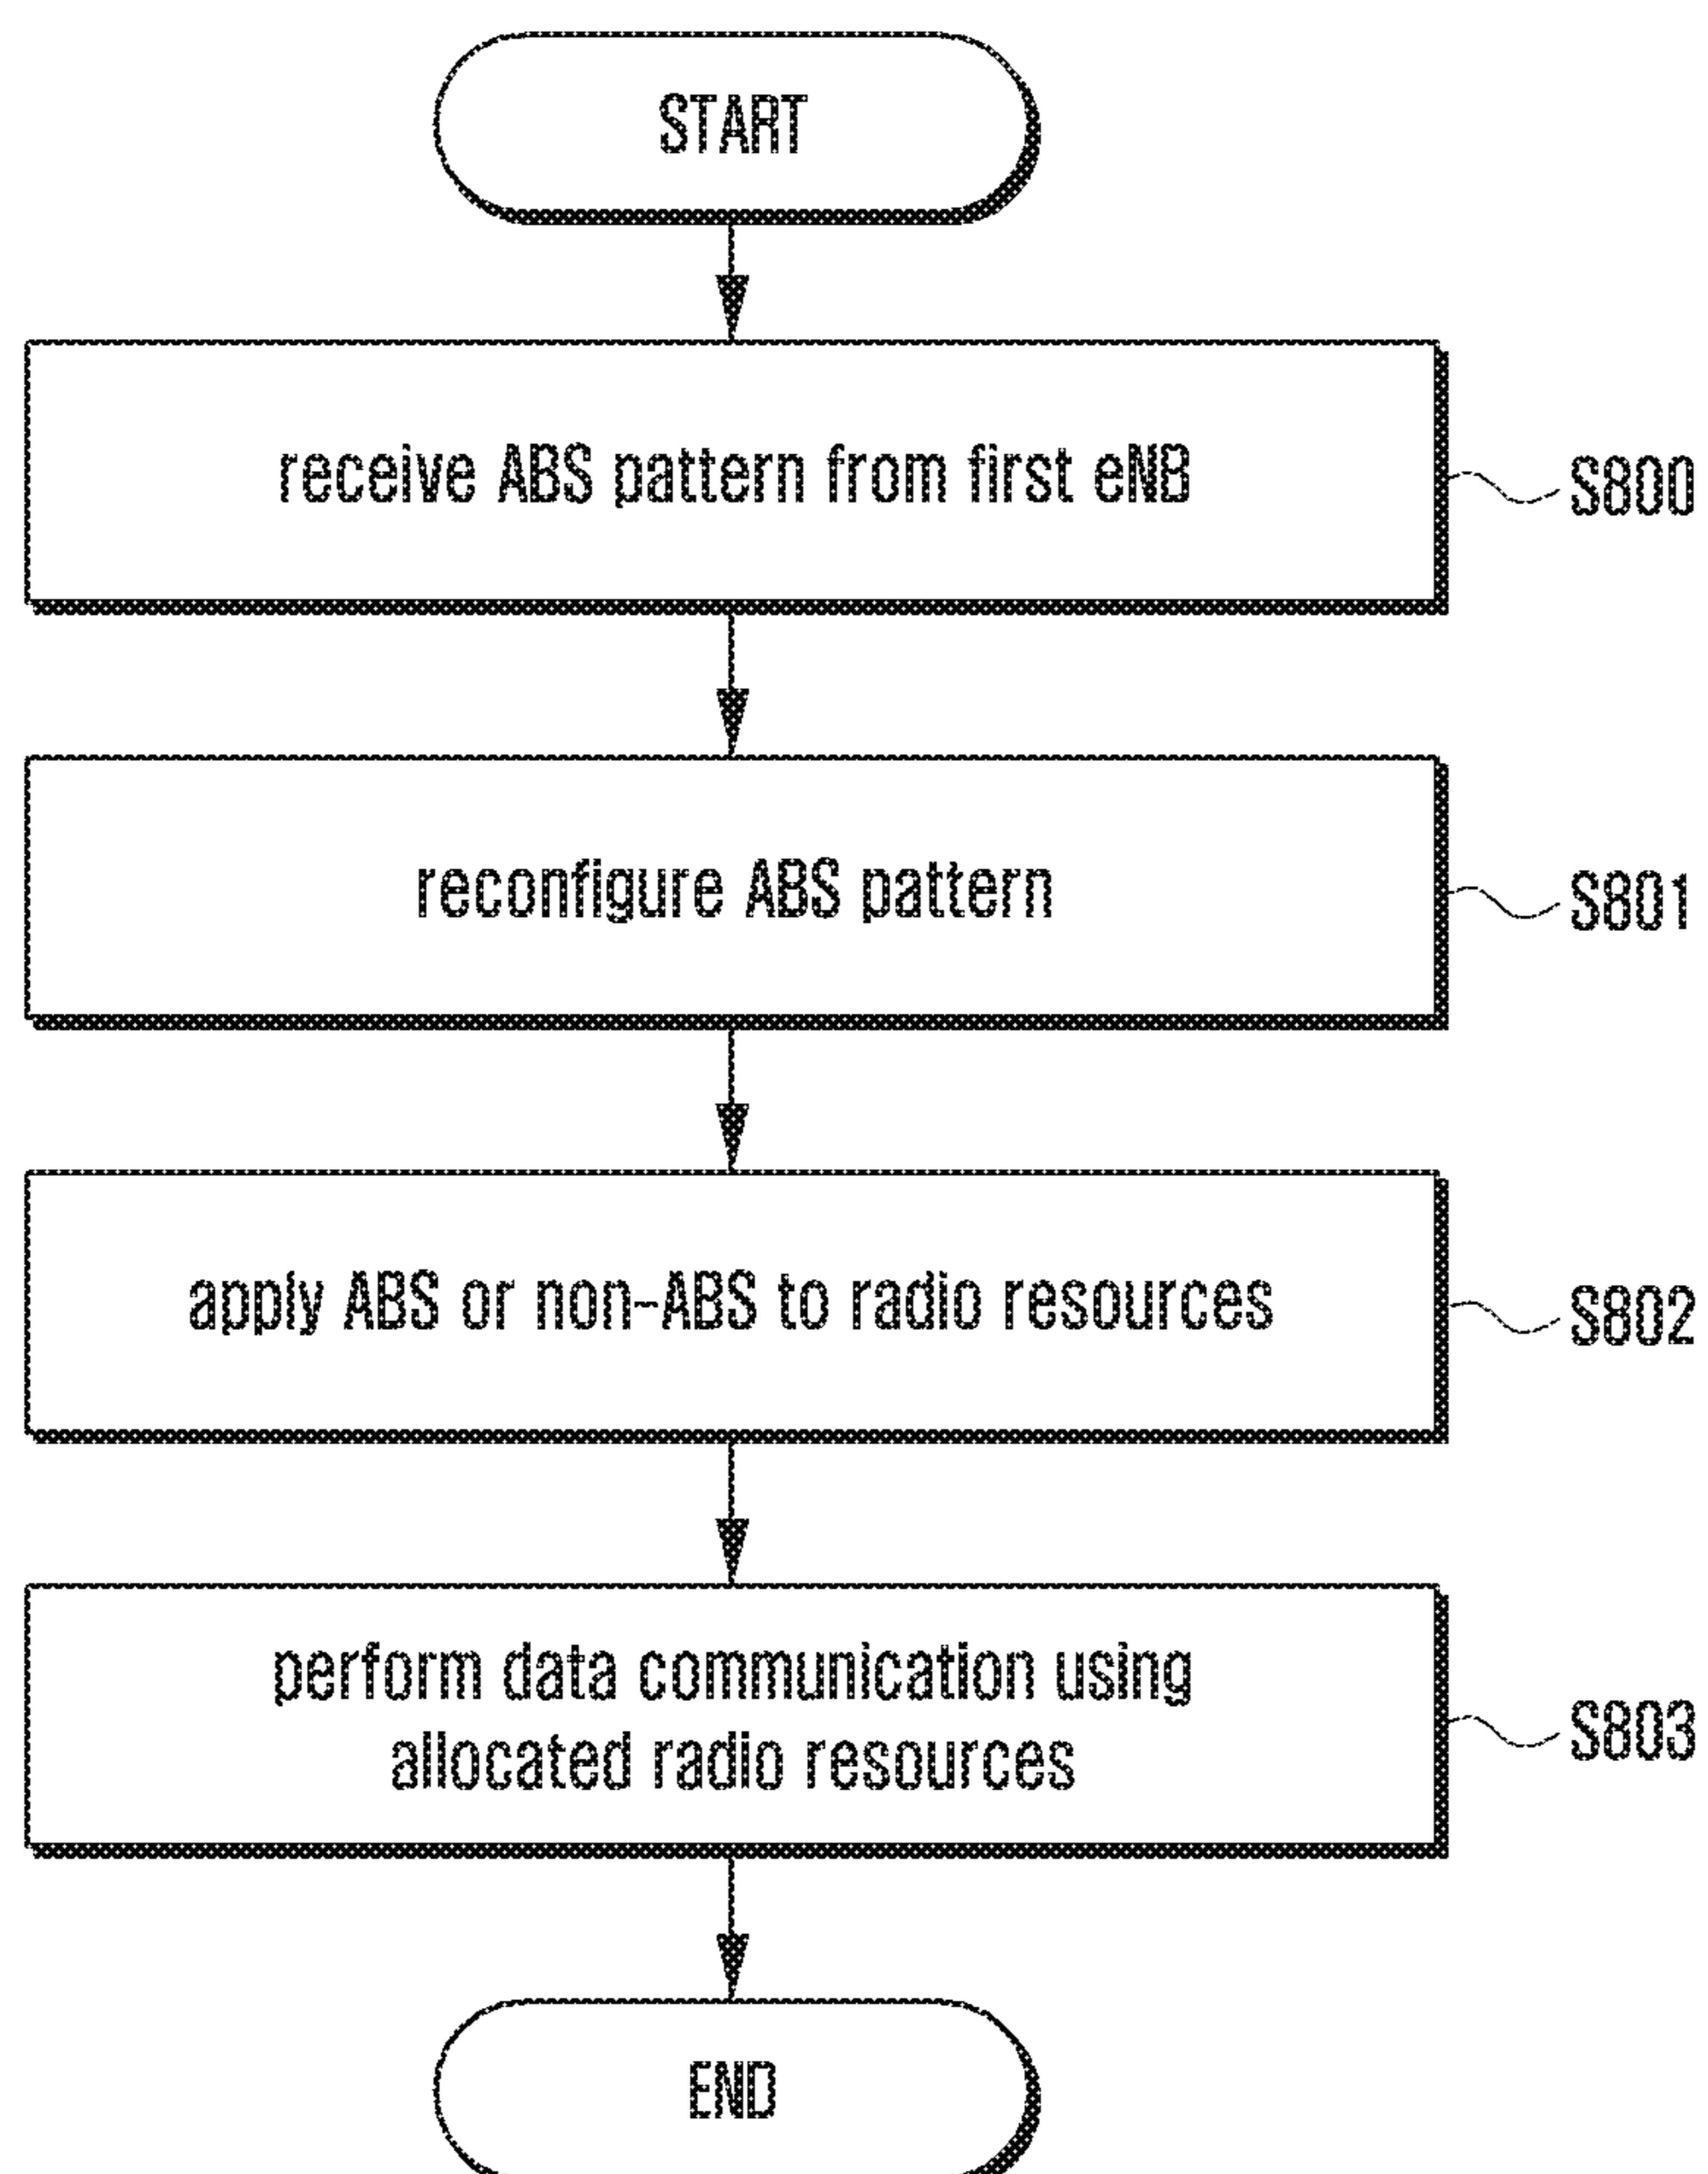 START
receive ABS pattern from first eNB
S800
reconfigure ABS pattern
S801
apply ABS or non-ABS to radio resources
S802
perform data communication using
allocated radio resources
S803
END